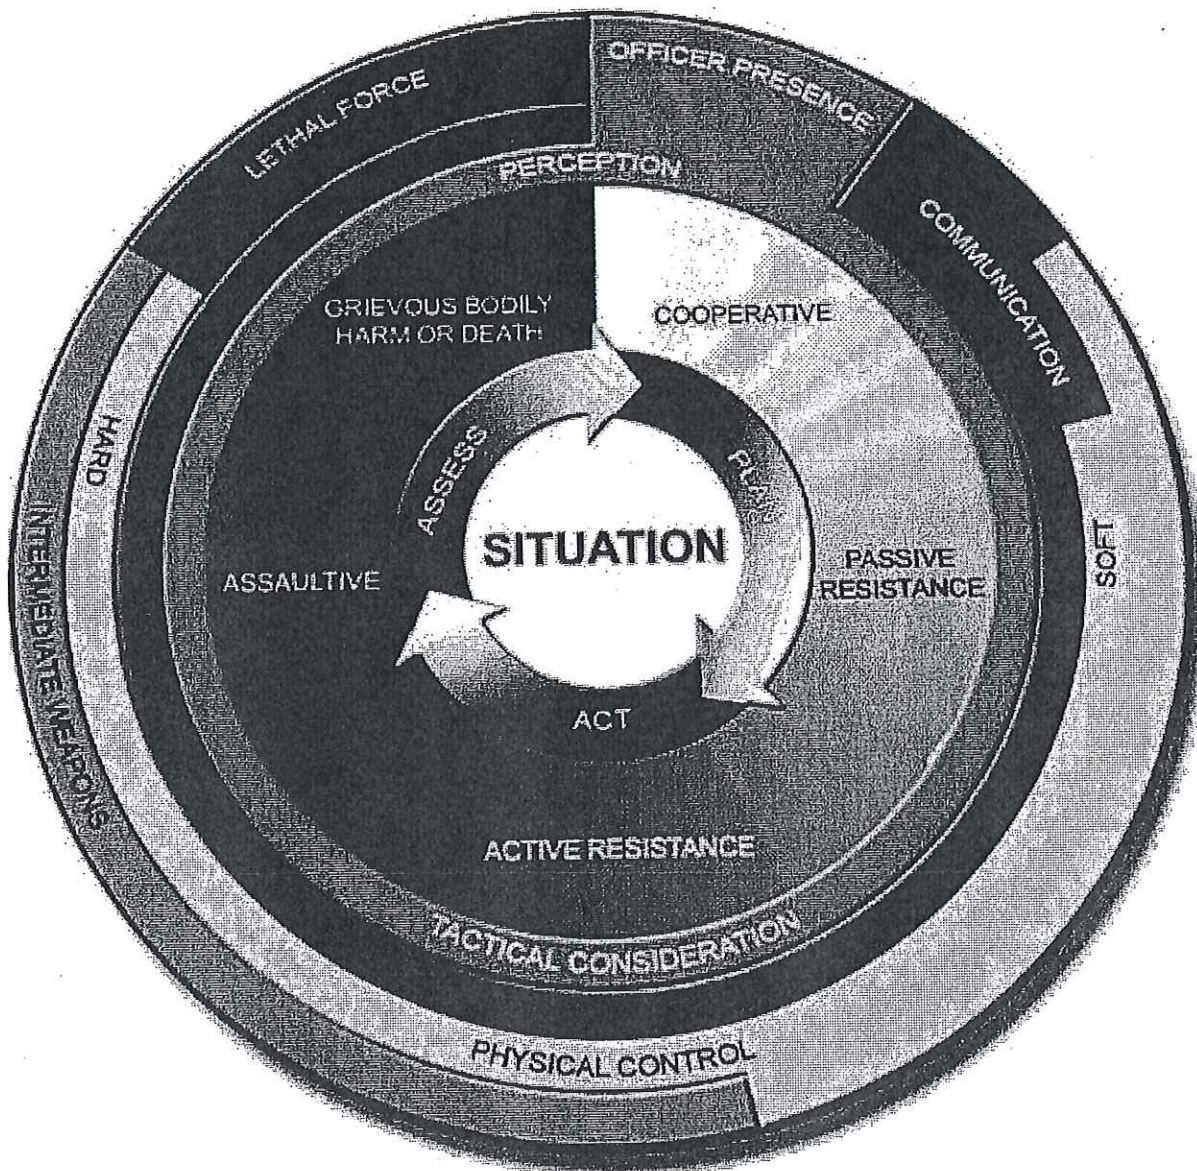 OFFICER PRESENCE
LETHAL FORCE
PERCEPTION
COMMUNICATION
GRIEVOUS BODILY
HARM OR DEATH
COOPERATIVE
ASSESS
PLAN
HARD
SITUATION
SOFT
ASSAULTIVE
PASSIVE
RESISTANCE
INTERMEDIATE WEAPONS
ACT
ACTIVE RESISTANCE
TACTICAL CONSIDERATION
PHYSICAL CONTROL